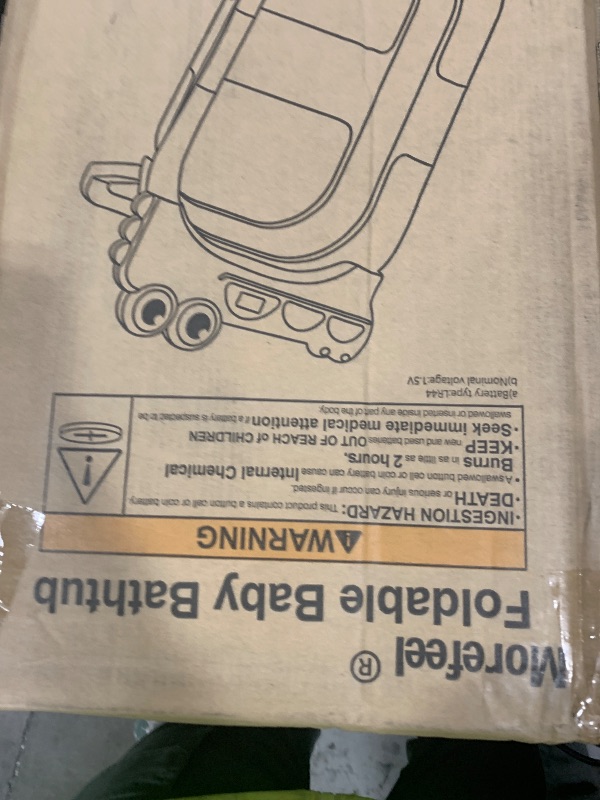 Morefeel ®
Foldable Baby Bathtub
WARNING
•INGESTION HAZARD: This product contains a button cell or coin battery.
•DEATH or serious injury can occur if ingested.
•A swallowed button cell or coin battery can cause Internal Chemical
Burns in as little as 2 hours.
•KEEP new and used batteries OUT OF REACH OF CHILDREN
•Seek immediate medical attention if a battery is suspected to be
swallowed or inserted inside any part of the body.
a)Battery type:LR44
b)Nominal voltage:1.5V